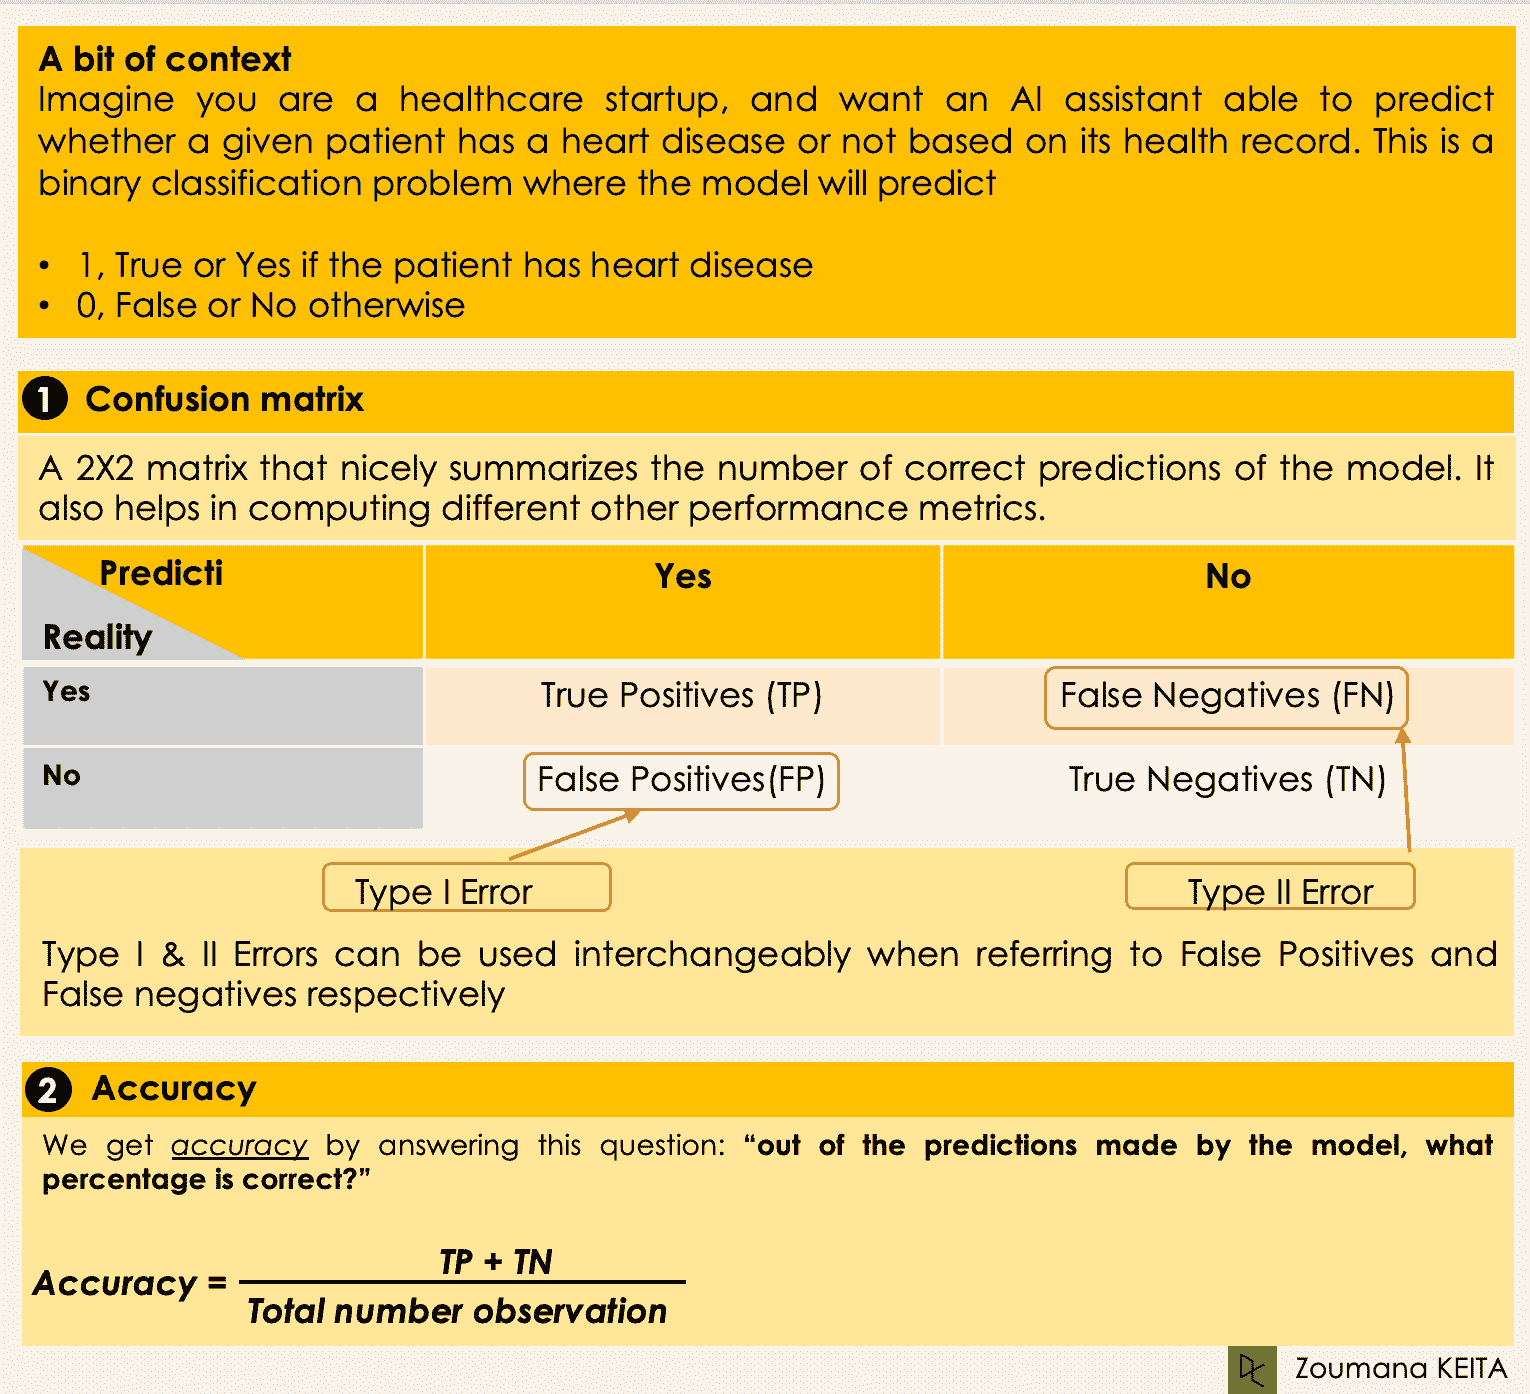 A bit of context
Imagine you are a healthcare startup, and want an AI assistant able to predict
whether a given patient has a heart disease or not based on its health record. This is a
binary classification problem where the model will predict
• 1, True or Yes if the patient has heart disease
• 0, False or No otherwise
1 Confusion matrix
A 2X2 matrix that nicely summarizes the number of correct predictions of the model. It
also helps in computing different other performance metrics.
Predicti Yes No
Reality
Yes True Positives (TP) False Negatives (FN)
No False Positives(FP) True Negatives (TN)
Type I Error Type II Error
Type I & II Errors can be used interchangeably when referring to False Positives and
False negatives respectively
2 Accuracy
We get accuracy by answering this question: “out of the predictions made by the model, what
percentage is correct?”
TP + TN
Accuracy =
Total number observation
Zoumana KEITA